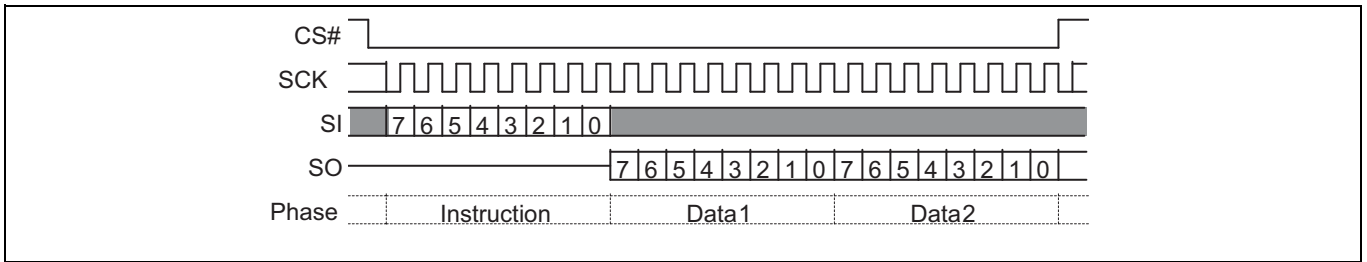 CS#
SCK
SI 7 6 5 4 3 2 1 0
SO 7 6 5 4 3 2 1 0 7 6 5 4 3 2 1 0
Phase Instruction Data1 Data2